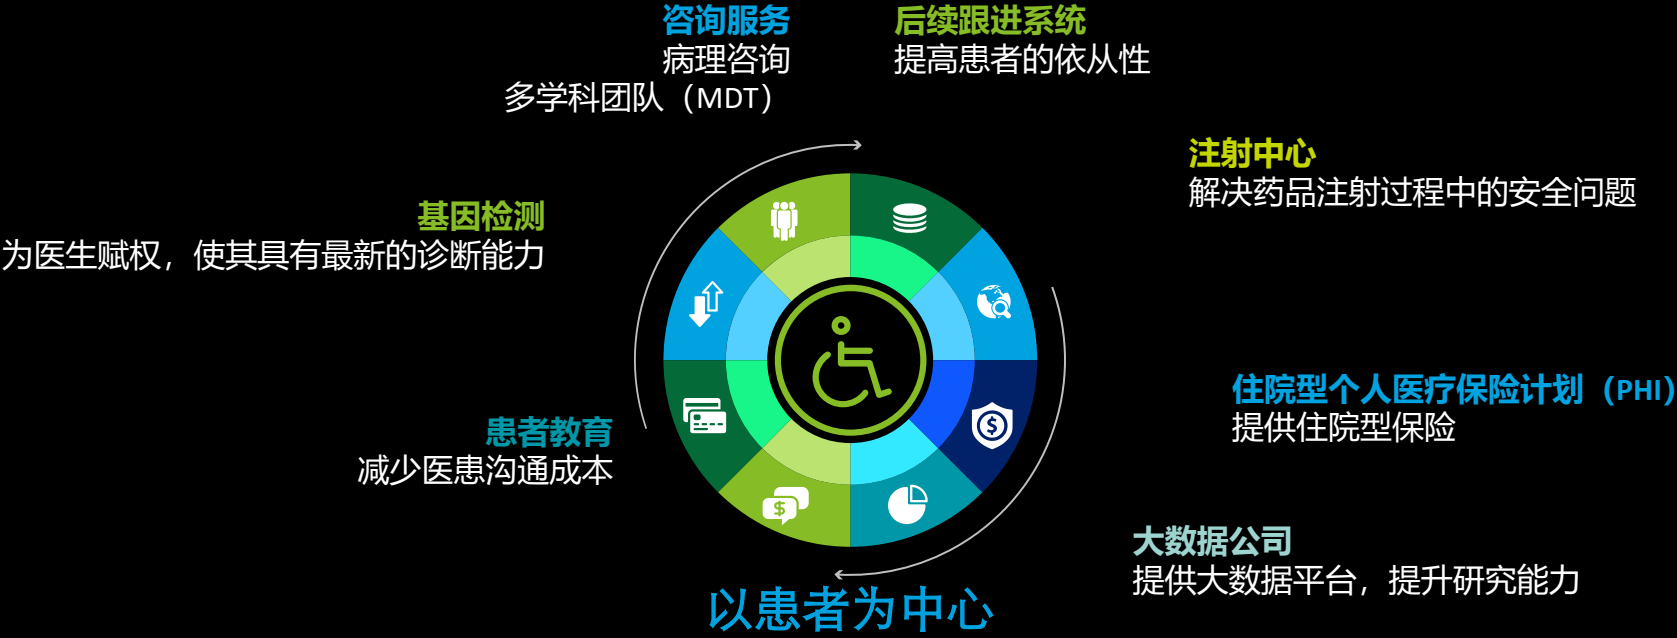 咨询服务
病理咨询
多学科团队（MDT）
后续跟进系统
提高患者的依从性
注射中心
解决药品注射过程中的安全问题
基因检测
为医生赋权，使其具有最新的诊断能力
住院型个人医疗保险计划（PHI）
提供住院型保险
患者教育
减少医患沟通成本
大数据公司
提供大数据平台，提升研究能力
以患者为中心
$
$